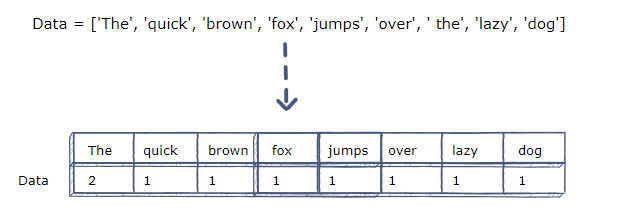 Data = ['The', 'quick', 'brown', 'fox', 'jumps', 'over', ' the', 'lazy', 'dog']
The quick brown fox jumps over lazy dog
Data 2 1 1 1 1 1 1 1